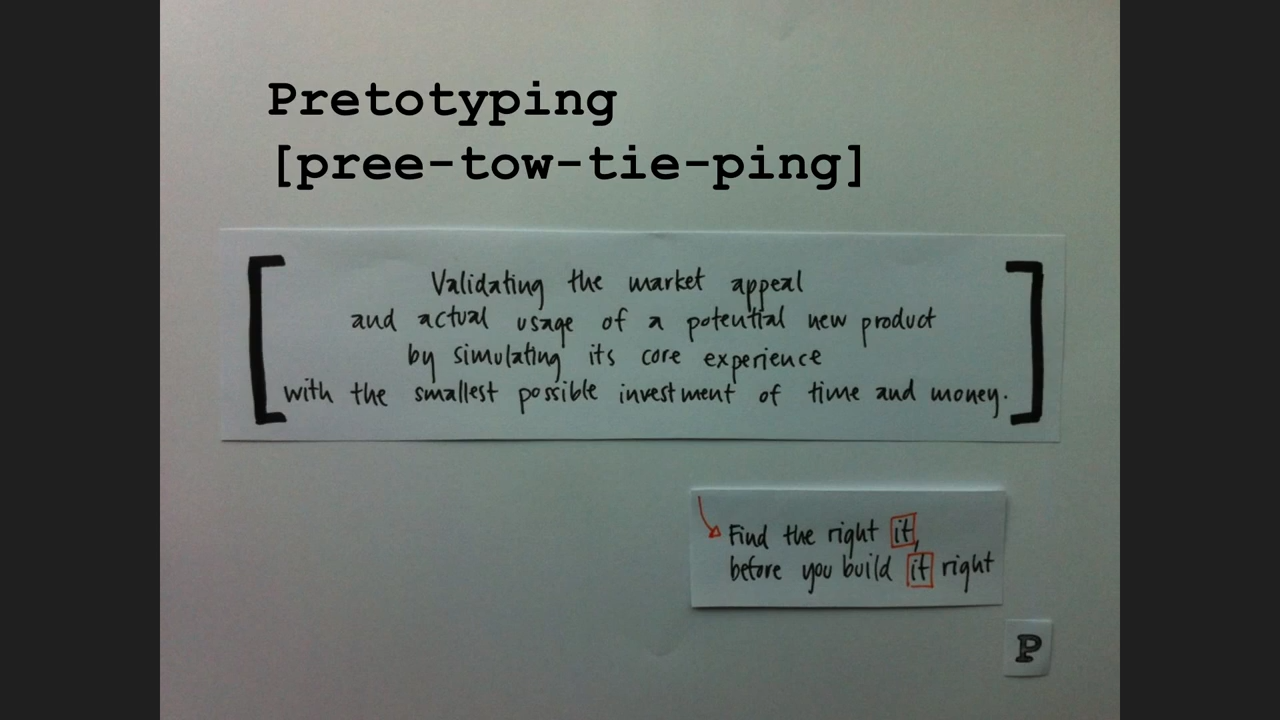 Pretotyping
[pree-tow-tie-ping]
Validating the market appeal
and actual usage of a potential new product
by simulating its core experience
with the smallest possible investment of time and money.
Find the right it,
before you build it right
P